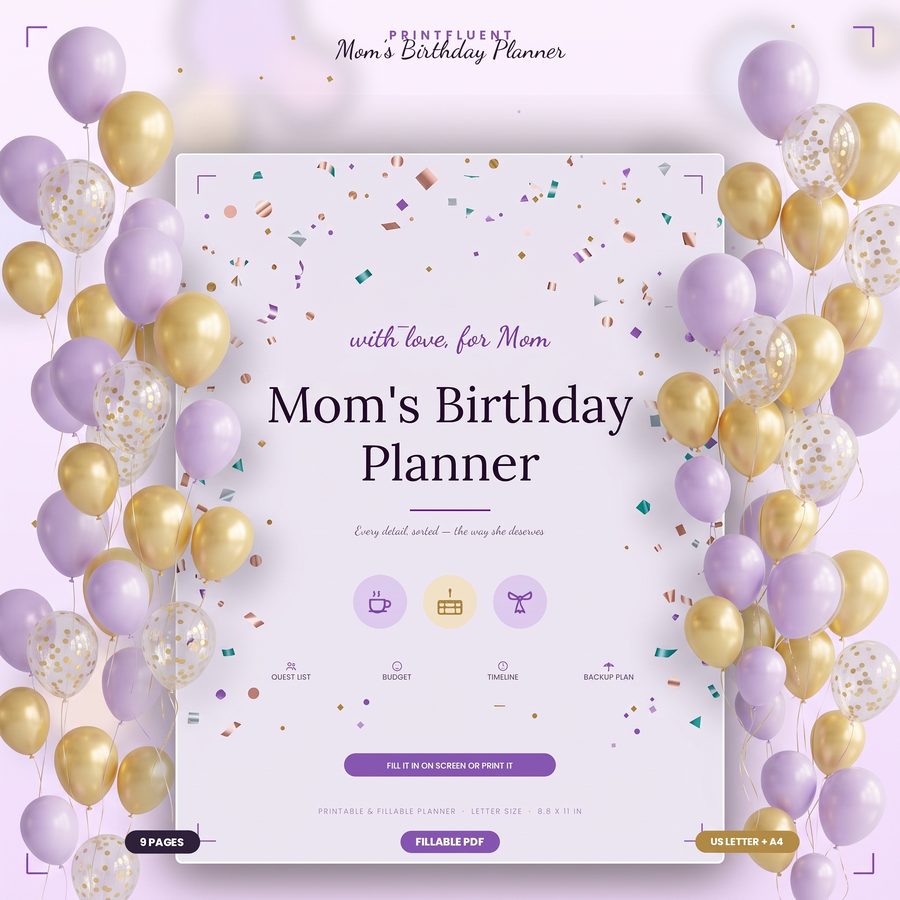 PRINTFLUENT
Mom's Birthday Planner
with love, for Mom
Mom's Birthday
Planner
Every detail, sorted — the way she deserves
OUEST LIST
BUDGET
TIMELINE
BACKUP PLAN
FILL IT IN ON SCREEN OR PRINT IT
PRINTABLE & FILLABLE PLANNER · LETTER SIZE · 8.8 X 11 IN
9 PAGES
FILLABLE PDF
US LETTER + A4